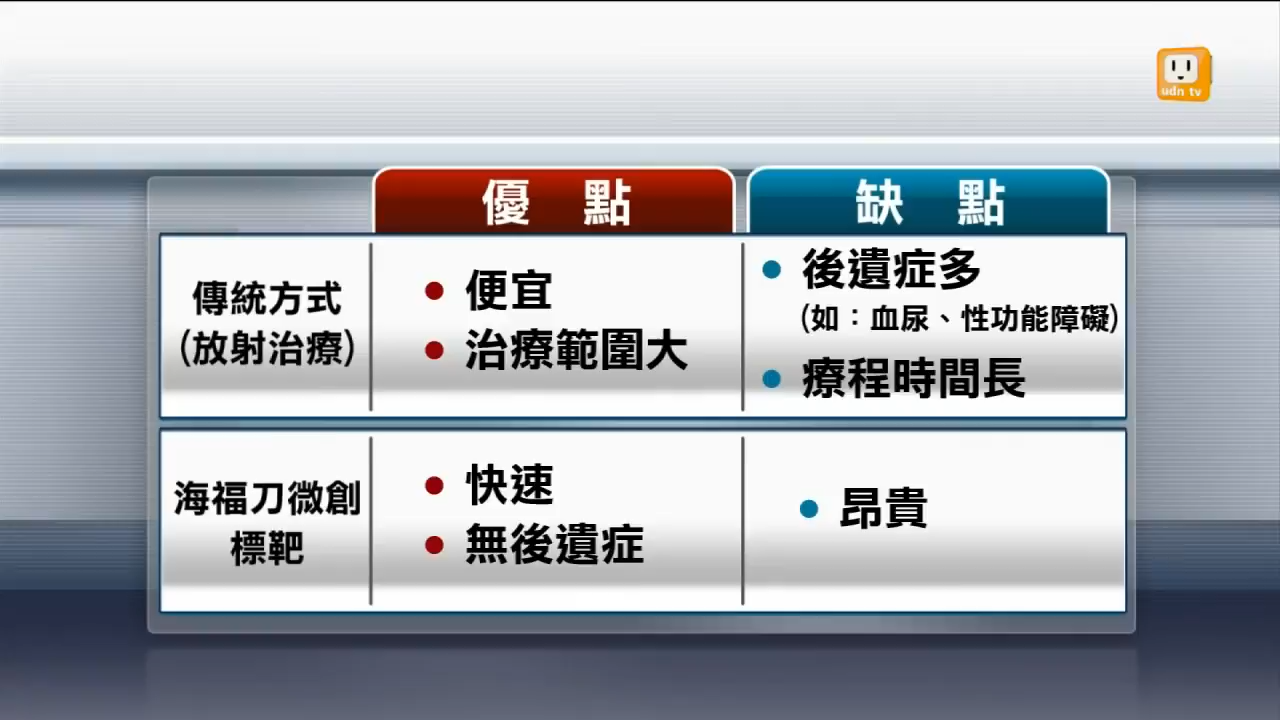 udn tv
優 點
缺 點
傳統方式
(放射治療)
便宜
治療範圍大
後遺症多
(如：血尿、性功能障礙)
療程時間長
海福刀微創
標靶
快速
無後遺症
昂貴